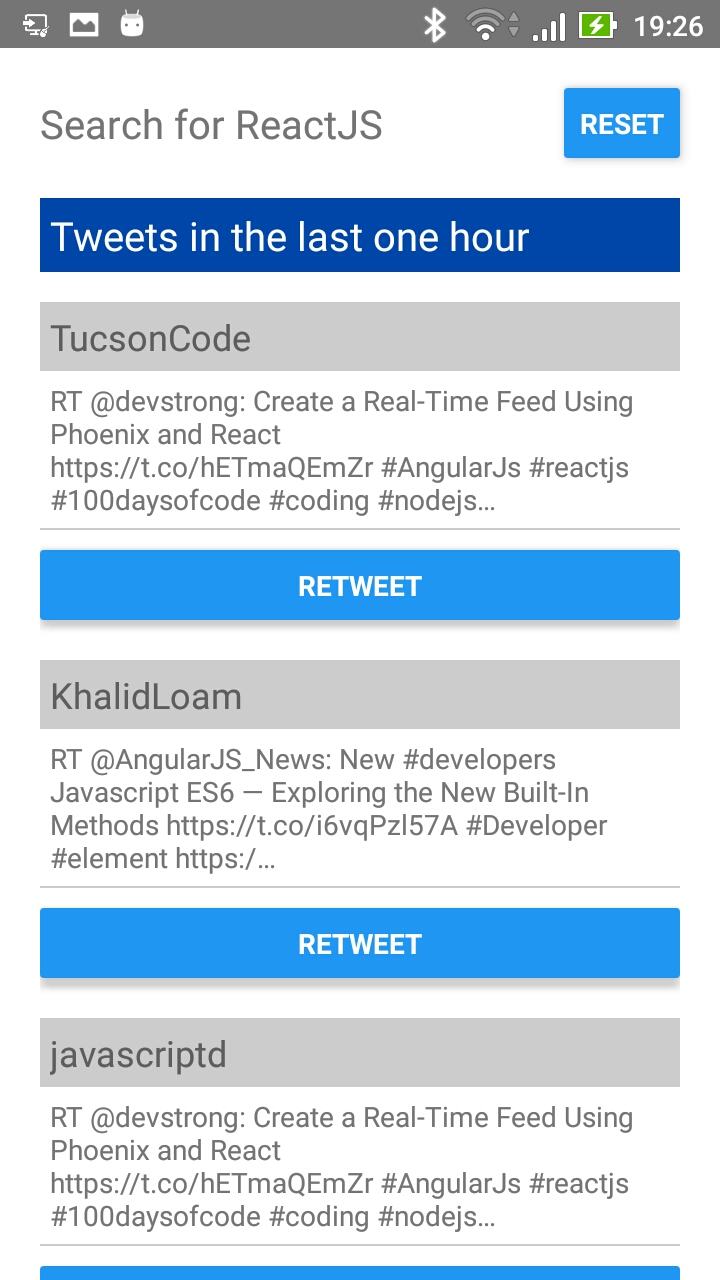 19:26
Search for ReactJS
RESET
Tweets in the last one hour
TucsonCode
RT @devstrong: Create a Real-Time Feed Using
Phoenix and React
https://t.co/hETmaQEmZr #AngularJs #reactjs
#100daysofcode #coding #nodejs…
RETWEET
KhalidLoam
RT @AngularJS_News: New #developers
Javascript ES6 — Exploring the New Built-In
Methods https://t.co/i6vqPzl57A #Developer
#element https:/…
RETWEET
javascriptd
RT @devstrong: Create a Real-Time Feed Using
Phoenix and React
https://t.co/hETmaQEmZr #AngularJs #reactjs
#100daysofcode #coding #nodejs…